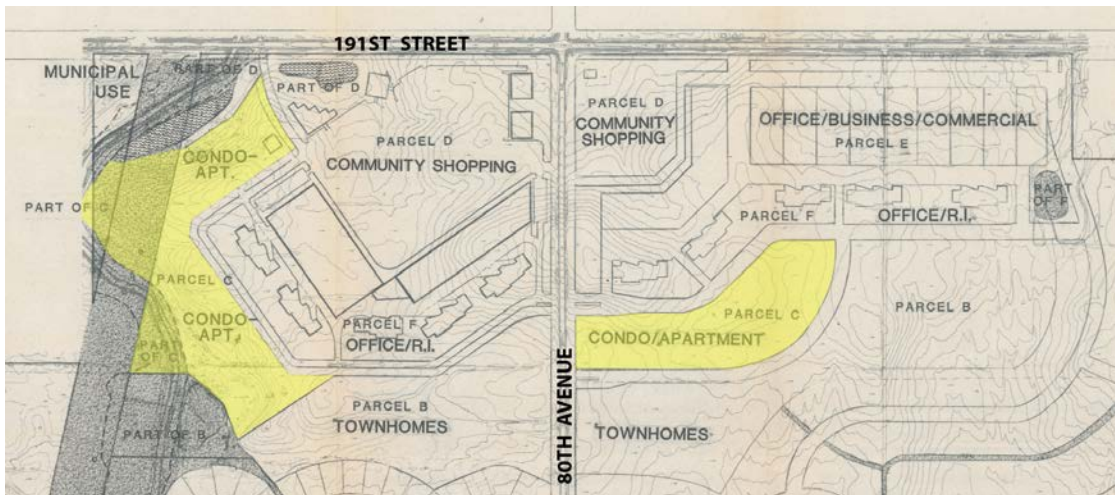 191ST STREET
MUNICIPAL
USE
PART OF D
PART OF D
PARCEL D
COMMUNITY SHOPPING
CONDO-
APT.
PART OF C
PARCEL C
CONDO-
APT.
PART
OF C
PARCEL F
OFFICE/R.I.
PARCEL B
TOWNHOMES
PART OF B
80TH AVENUE
PARCEL D
COMMUNITY
SHOPPING
OFFICE/BUSINESS/COMMERCIAL
PARCEL E
PARCEL F
OFFICE/R.I.
PART
OF F
PARCEL C
CONDO/APARTMENT
PARCEL B
TOWNHOMES